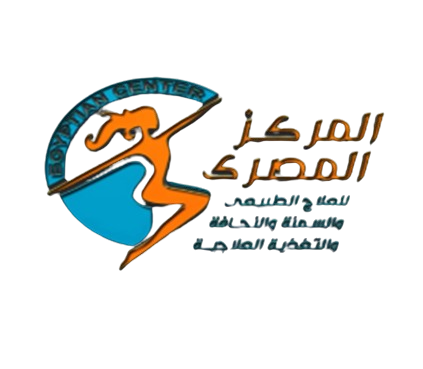 EGYPTIAN CENTER
المركز
المصرى
للعلاج الطبيعى
والسمنة والنحافة
والتغذية العلاجية